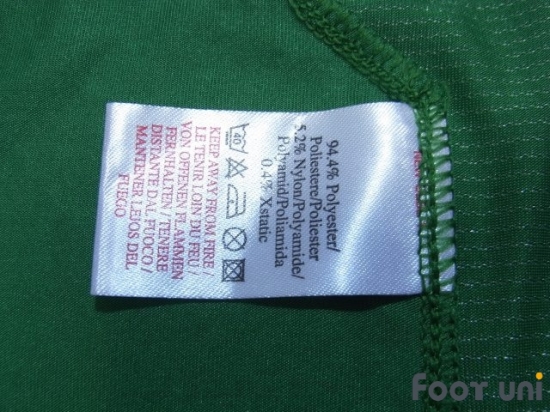 94.4% Polyester/
Poliestere/Poliester
5.2% Nylon/Polyamide/
Polyamid/Poliamida
0.4% Xstatic
40
KEEP AWAY FROM FIRE
LE TENIR LOIN DU FEU /
VON OFFENEN FLAMMEN
FERNHALTEN / TENERE
DISTANTE DAL FUOCO /
MANTENER LEJOS DEL
FUEGO
FOOT UNI